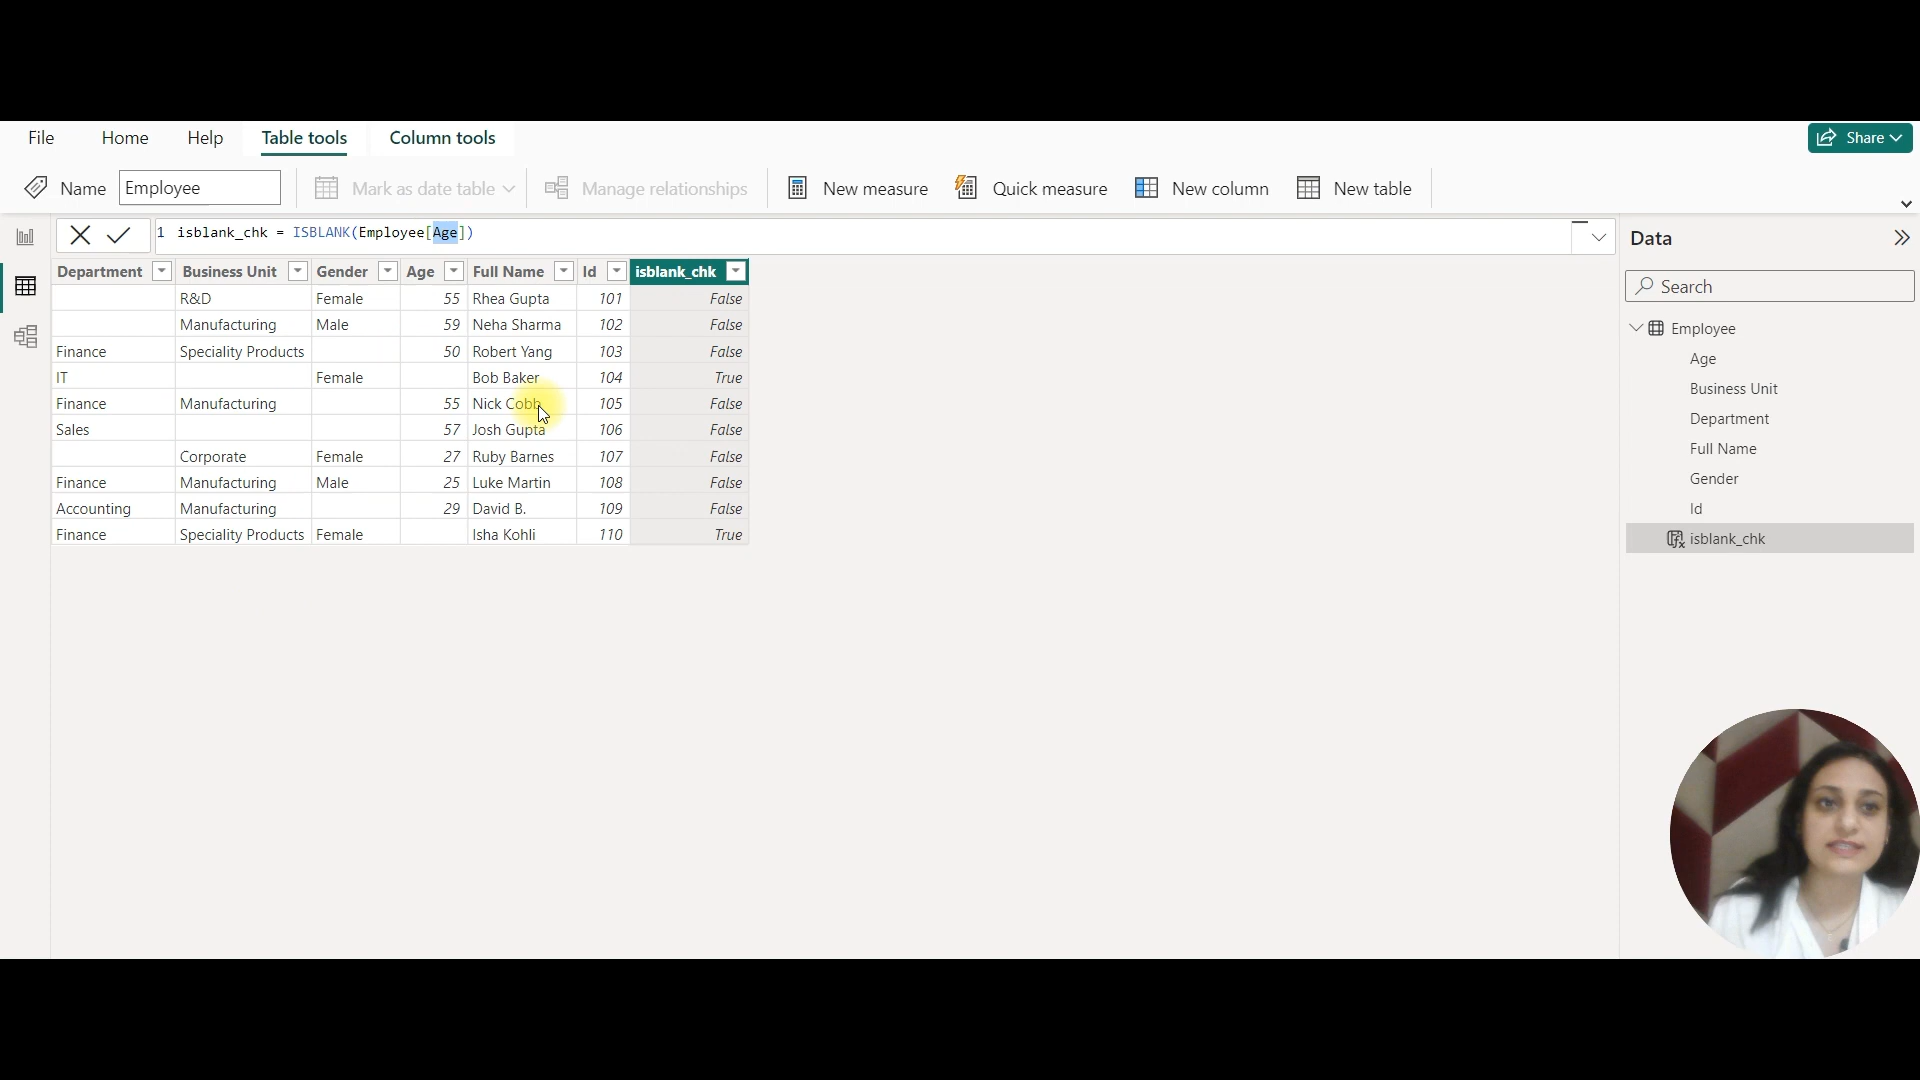 File Home Help Table tools Column tools Share
Name Employee Mark as date table Manage relationships New measure Quick measure New column New table
1 isblank_chk = ISBLANK(Employee[Age])
Data
Department Business Unit Gender Age Full Name Id isblank_chk
Search
R&D Female 55 Rhea Gupta 101 False
Manufacturing Male 59 Neha Sharma 102 False
Finance Speciality Products 50 Robert Yang 103 False
IT Female Bob Baker 104 True
Finance Manufacturing 55 Nick Cobb 105 False
Sales 57 Josh Gupta 106 False
Corporate Female 27 Ruby Barnes 107 False
Finance Manufacturing Male 25 Luke Martin 108 False
Accounting Manufacturing 29 David B. 109 False
Finance Speciality Products Female Isha Kohli 110 True
Employee
Age
Business Unit
Department
Full Name
Gender
Id
isblank_chk